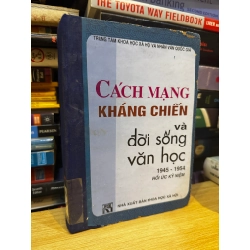 THE TOYOTA WAY FIELDBOOK
TRUNG TÂM KHOA HỌC XÃ HỘI VÀ NHÂN VĂN QUỐC GIA
CÁCH MẠNG
KHÁNG CHIẾN
và
đời sống
văn học
1945 - 1954
HỒI ỨC KỶ NIỆM
NHÀ XUẤT BẢN KHOA HỌC XÃ HỘI